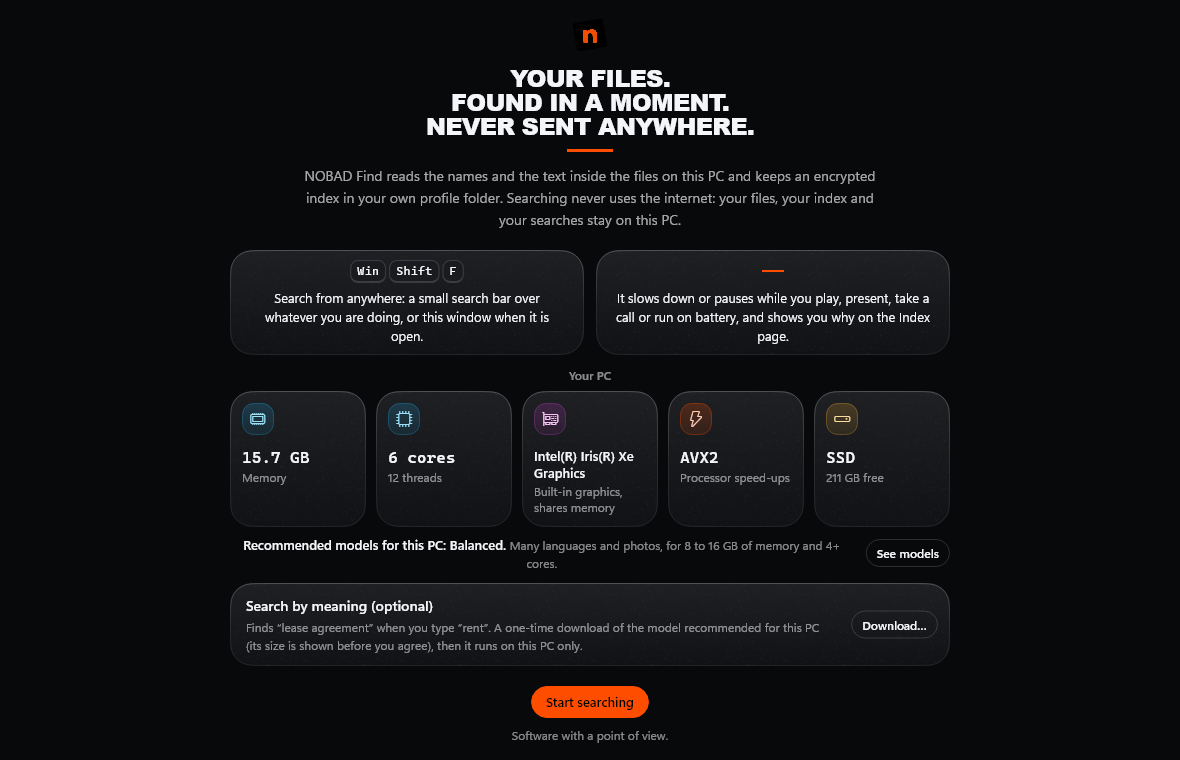 n
YOUR FILES.
FOUND IN A MOMENT.
NEVER SENT ANYWHERE.
NOBAD Find reads the names and the text inside the files on this PC and keeps an encrypted
index in your own profile folder. Searching never uses the internet: your files, your index and
your searches stay on this PC.
Win Shift F
Search from anywhere: a small search bar over
whatever you are doing, or this window when it is
open.
It slows down or pauses while you play, present, take a
call or run on battery, and shows you why on the Index
page.
Your PC
15.7 GB
Memory
6 cores
12 threads
Intel(R) Iris(R) Xe
Graphics
Built-in graphics,
shares memory
AVX2
Processor speed-ups
SSD
211 GB free
Recommended models for this PC: Balanced. Many languages and photos, for 8 to 16 GB of memory and 4+
cores.
See models
Search by meaning (optional)
Finds “lease agreement” when you type “rent”. A one-time download of the model recommended for this PC
(its size is shown before you agree), then it runs on this PC only.
Download...
Start searching
Software with a point of view.